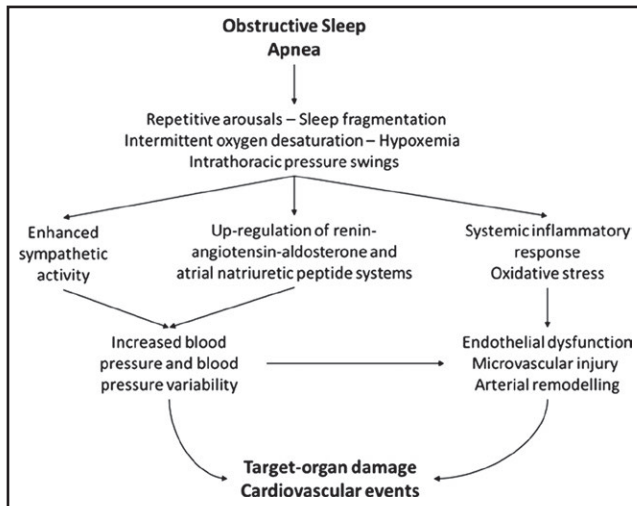 Obstructive Sleep
Apnea
Repetitive arousals – Sleep fragmentation
Intermittent oxygen desaturation – Hypoxemia
Intrathoracic pressure swings
Enhanced
sympathetic
activity
Up-regulation of renin-
angiotensin-aldosterone and
atrial natriuretic peptide systems
Systemic inflammatory
response
Oxidative stress
Increased blood
pressure and blood
pressure variability
Endothelial dysfunction
Microvascular injury
Arterial remodelling
Target-organ damage
Cardiovascular events